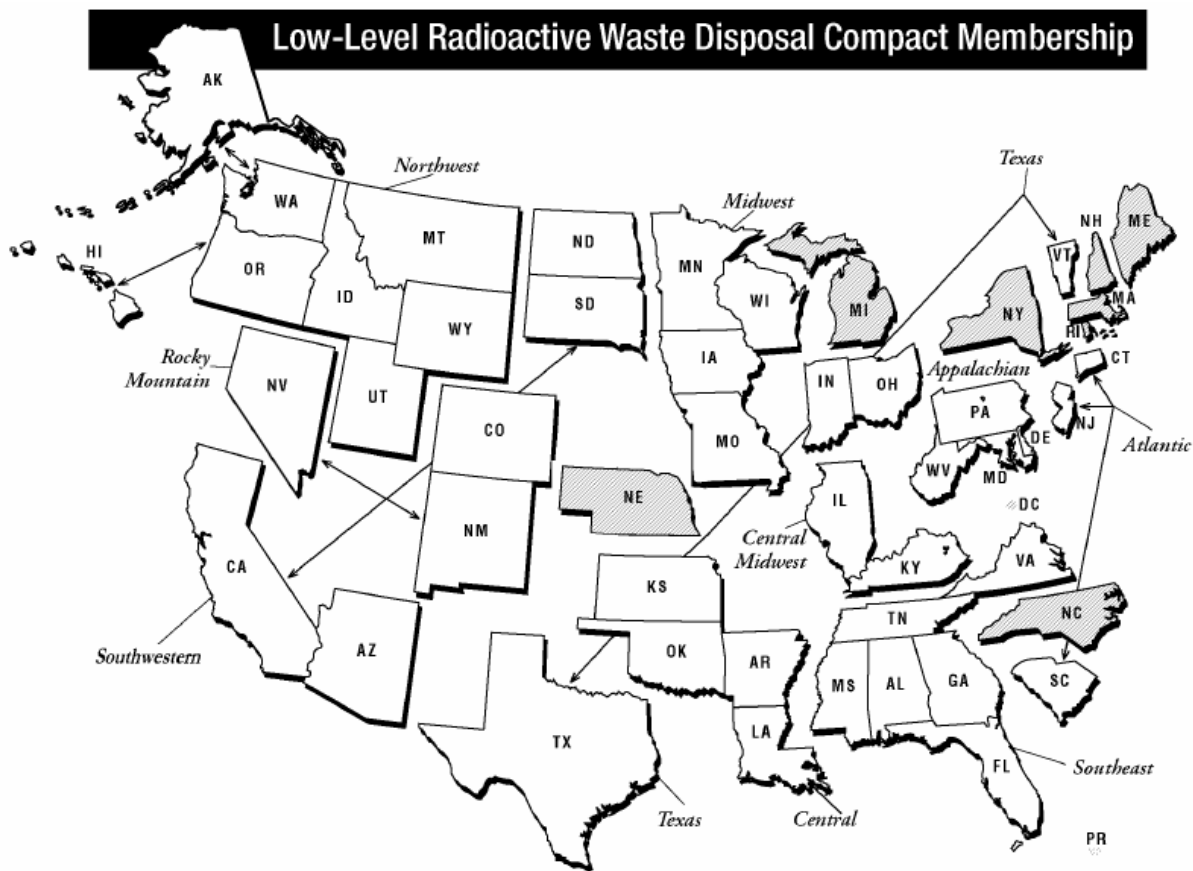 Low-Level Radioactive Waste Disposal Compact Membership
AK
Northwest
Texas
WA
Midwest
NH
ME
MT
ND
MN
VT
HI
OR
ID
SD
WI
MI
NY
MA
RI
WY
IA
Rocky
Mountain
NV
UT
IN
OH
Appalachian
CT
CO
MO
PA
NJ
DE
Atlantic
WV
MD
NE
IL
DC
NM
Central
Midwest
CA
KS
KY
VA
TN
NC
Southwestern
AZ
OK
AR
MS
AL
GA
SC
TX
LA
FL
Southeast
Texas
Central
PR